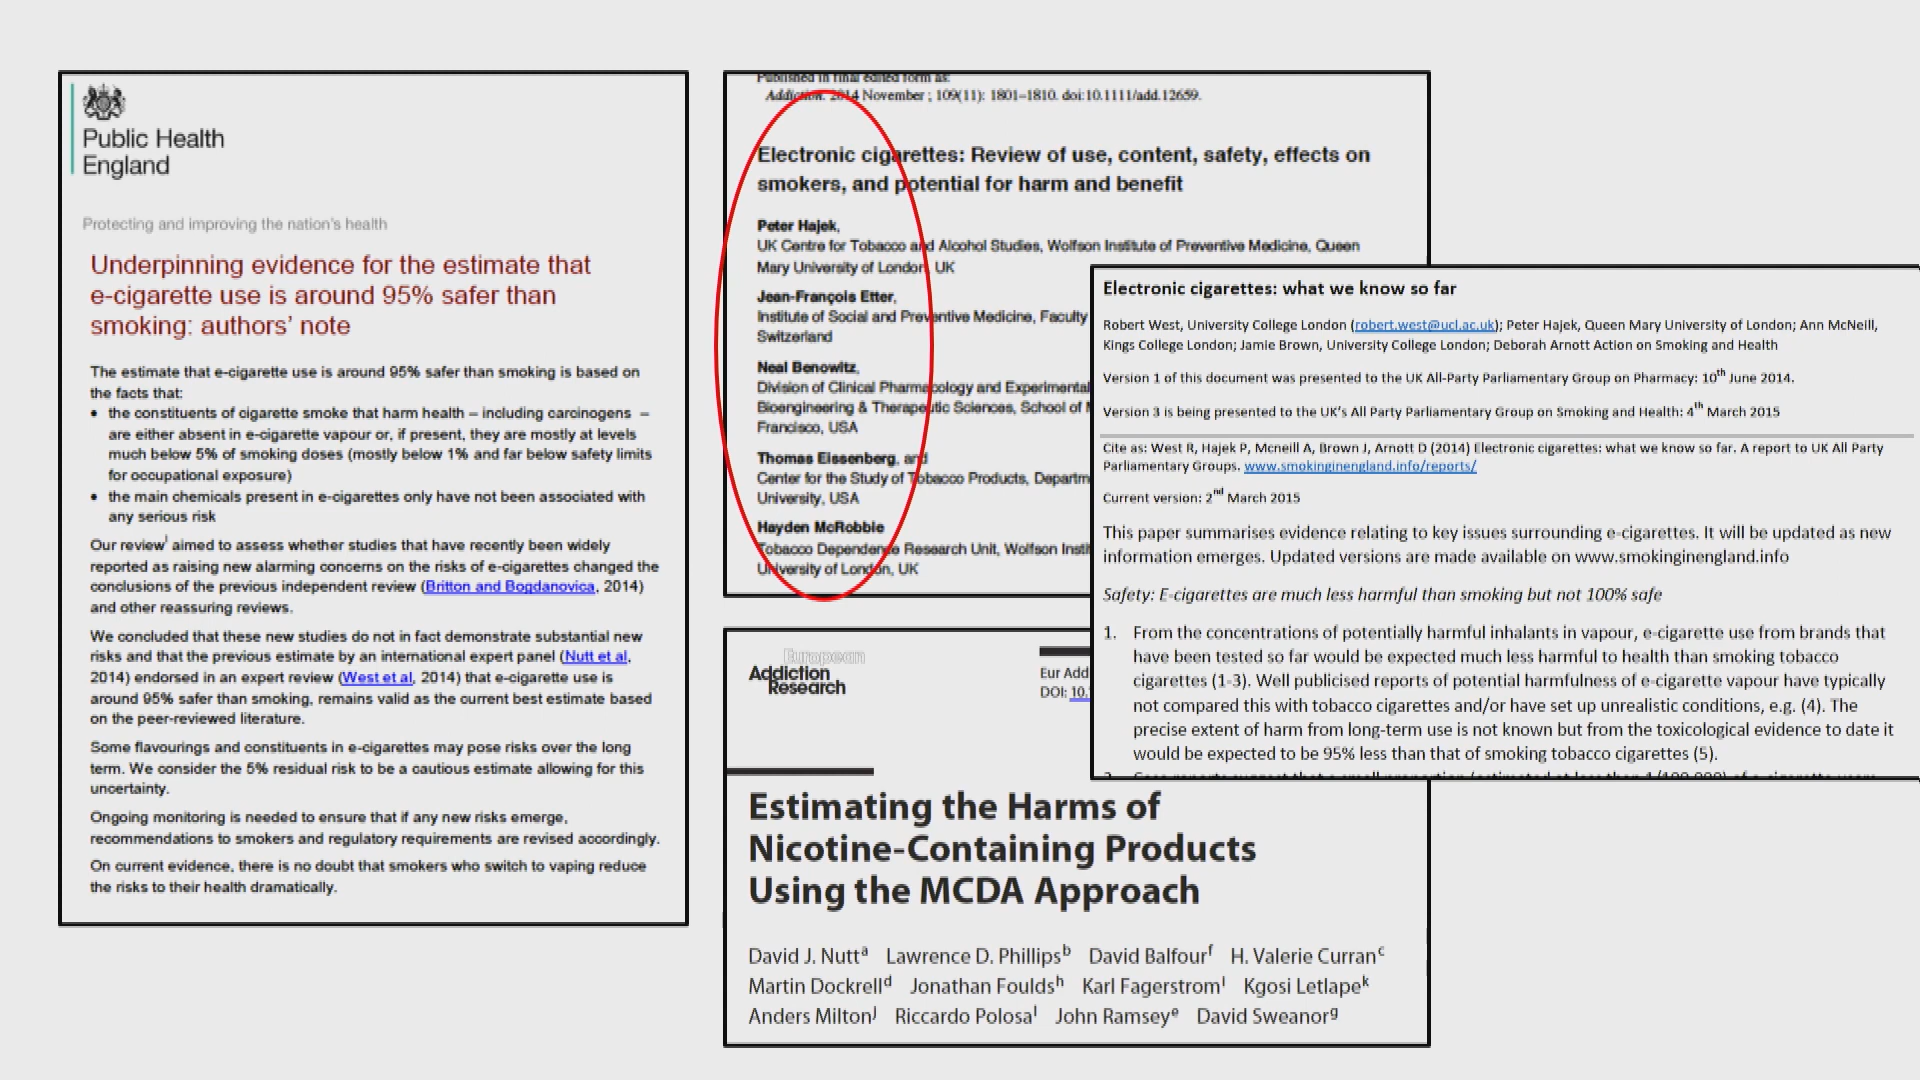 Public Health
England
Protecting and improving the nation's health
Underpinning evidence for the estimate that
e-cigarette use is around 95% safer than
smoking: authors' note
The estimate that e-cigarette use is around 95% safer than smoking is based on
the facts that:
• the constituents of cigarette smoke that harm health – including carcinogens –
are either absent in e-cigarette vapour or, if present, they are mostly at levels
much below 5% of smoking doses (mostly below 1% and far below safety limits
for occupational exposure)
• the main chemicals present in e-cigarettes only have not been associated with
any serious risk
Our review¹ aimed to assess whether studies that have recently been widely
reported as raising new alarming concerns on the risks of e-cigarettes changed the
conclusions of the previous independent review (Britton and Bogdanovica, 2014)
and other reassuring reviews.
We concluded that these new studies do not in fact demonstrate substantial new
risks and that the previous estimate by an international expert panel (Nutt et al,
2014) endorsed in an expert review (West et al, 2014) that e-cigarette use is
around 95% safer than smoking, remains valid as the current best estimate based
on the peer-reviewed literature.
Some flavourings and constituents in e-cigarettes may pose risks over the long
term. We consider the 5% residual risk to be a cautious estimate allowing for this
uncertainty.
Ongoing monitoring is needed to ensure that if any new risks emerge,
recommendations to smokers and regulatory requirements are revised accordingly.
On current evidence, there is no doubt that smokers who switch to vaping reduce
the risks to their health dramatically.
Published in final edited form as:
Addiction. 2014 November ; 109(11): 1801–1810. doi:10.1111/add.12659.
Electronic cigarettes: Review of use, content, safety, effects on
smokers, and potential for harm and benefit
Peter Hajek,
UK Centre for Tobacco and Alcohol Studies, Wolfson Institute of Preventive Medicine, Queen
Mary University of London, UK
Jean-François Etter,
Institute of Social and Preventive Medicine, Faculty
Switzerland
Neal Benowitz,
Division of Clinical Pharmacology and Experimental
Bioengineering & Therapeutic Sciences, School of
Francisco, USA
Thomas Eissenberg, and
Center for the Study of Tobacco Products, Departm
University, USA
Hayden McRobbie
Tobacco Dependence Research Unit, Wolfson Insti
University of London, UK
Electronic cigarettes: what we know so far
Robert West, University College London (robert.west@ucl.ac.uk); Peter Hajek, Queen Mary University of London; Ann McNeill,
Kings College London; Jamie Brown, University College London; Deborah Arnott Action on Smoking and Health
Version 1 of this document was presented to the UK All-Party Parliamentary Group on Pharmacy: 10th June 2014.
Version 3 is being presented to the UK's All Party Parliamentary Group on Smoking and Health: 4th March 2015
Cite as: West R, Hajek P, Mcneill A, Brown J, Arnott D (2014) Electronic cigarettes: what we know so far. A report to UK All Party
Parliamentary Groups. www.smokinginengland.info/reports/
Current version: 2nd March 2015
This paper summarises evidence relating to key issues surrounding e-cigarettes. It will be updated as new
information emerges. Updated versions are made available on www.smokinginengland.info
Safety: E-cigarettes are much less harmful than smoking but not 100% safe
1. From the concentrations of potentially harmful inhalants in vapour, e-cigarette use from brands that
have been tested so far would be expected much less harmful to health than smoking tobacco
cigarettes (1-3). Well publicised reports of potential harmfulness of e-cigarette vapour have typically
not compared this with tobacco cigarettes and/or have set up unrealistic conditions, e.g. (4). The
precise extent of harm from long-term use is not known but from the toxicological evidence to date it
would be expected to be 95% less than that of smoking tobacco cigarettes (5).
European
Addiction
Research
Eur Add
DOI: 10.
Estimating the Harms of
Nicotine-Containing Products
Using the MCDA Approach
David J. Nuttᵃ Lawrence D. Phillipsᵇ David Balfourᶠ H. Valerie Curranᶜ
Martin Dockrellᵈ Jonathan Fouldsʰ Karl Fagerstromⁱ Kgosi Letlapeᵏ
Anders Miltonʲ Riccardo Polosaˡ John Ramseyᵉ David Sweanorᵍ